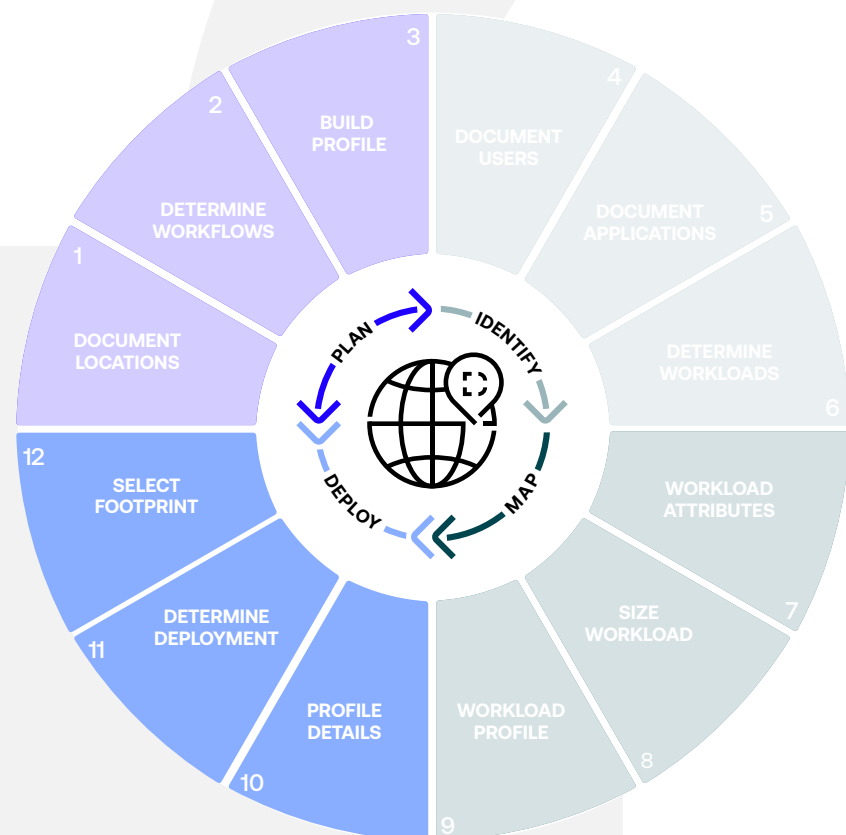 1
DOCUMENT
LOCATIONS
2
DETERMINE
WORKFLOWS
3
BUILD
PROFILE
4
DOCUMENT
USERS
5
DOCUMENT
APPLICATIONS
6
DETERMINE
WORKLOADS
7
WORKLOAD
ATTRIBUTES
8
SIZE
WORKLOAD
9
WORKLOAD
PROFILE
10
PROFILE
DETAILS
11
DETERMINE
DEPLOYMENT
12
SELECT
FOOTPRINT
PLAN
IDENTIFY
MAP
DEPLOY